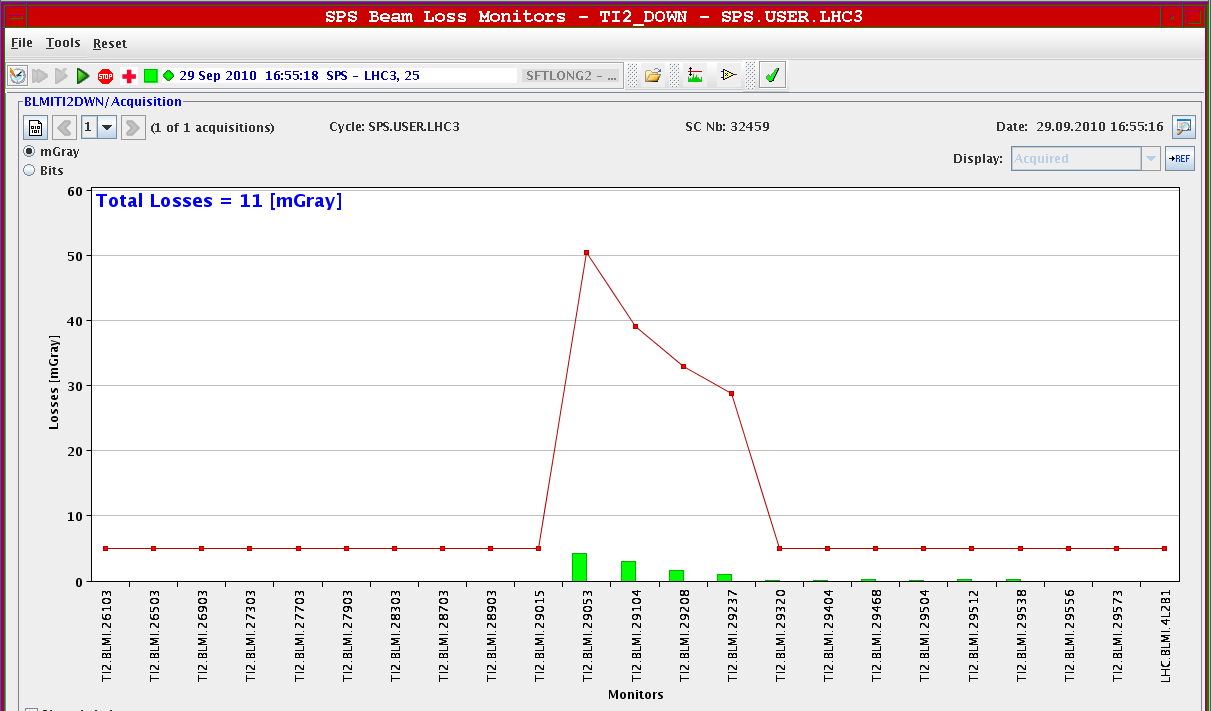 SPS Beam Loss Monitors - TI2_DOWN - SPS.USER.LHC3
File Tools Reset
STOP 29 Sep 2010 16:55:18 SPS - LHC3, 25 SFTLONG2 - ...
BLMITI2DWN/Acquisition
1 (1 of 1 acquisitions) Cycle: SPS.USER.LHC3 SC Nb: 32459 Date: 29.09.2010 16:55:16
mGray
Bits
Display: Acquired REF
Total Losses = 11 [mGray]
60
50
40
30
20
10
0
Losses [mGray]
TI2.BLMI.26103
TI2.BLMI.26503
TI2.BLMI.26903
TI2.BLMI.27303
TI2.BLMI.27703
TI2.BLMI.27903
TI2.BLMI.28303
TI2.BLMI.28703
TI2.BLMI.28903
TI2.BLMI.29015
TI2.BLMI.29053
TI2.BLMI.29104
TI2.BLMI.29208
TI2.BLMI.29237
TI2.BLMI.29320
TI2.BLMI.29404
TI2.BLMI.29468
TI2.BLMI.29504
TI2.BLMI.29512
TI2.BLMI.29538
TI2.BLMI.29556
TI2.BLMI.29573
LHC.BLMI.4L2B1
Monitors